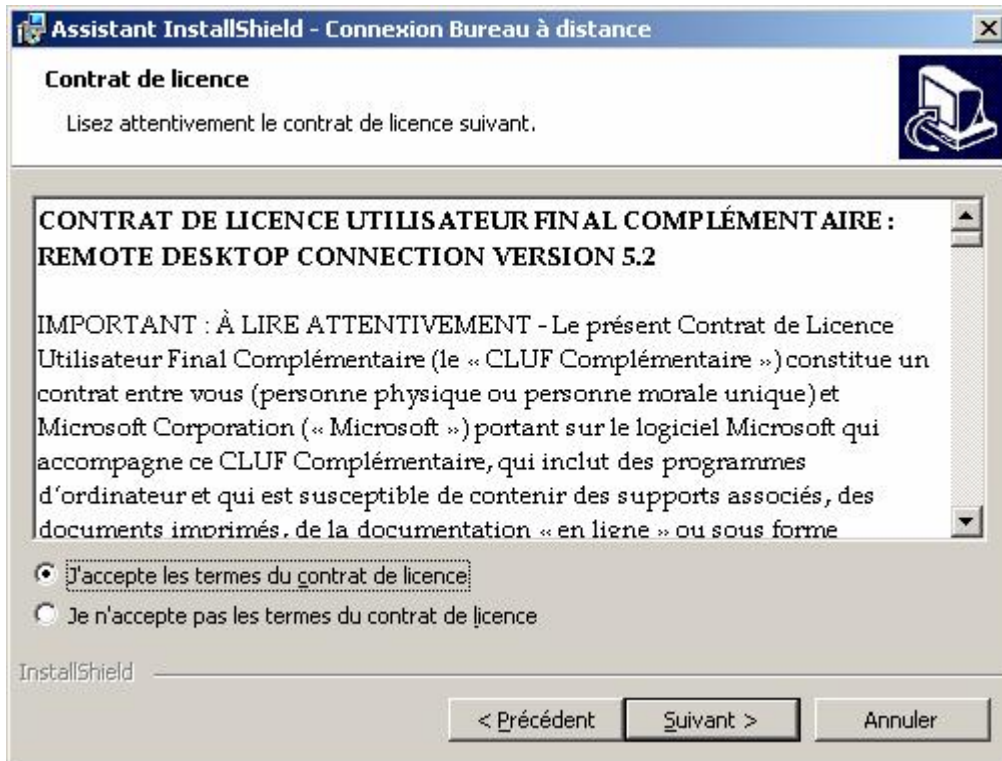 Assistant InstallShield - Connexion Bureau à distance
Contrat de licence
Lisez attentivement le contrat de licence suivant.
CONTRAT DE LICENCE UTILISATEUR FINAL COMPLÉMENTAIRE :
REMOTE DESKTOP CONNECTION VERSION 5.2
IMPORTANT : À LIRE ATTENTIVEMENT - Le présent Contrat de Licence
Utilisateur Final Complémentaire (le « CLUF Complémentaire ») constitue un
contrat entre vous (personne physique ou personne morale unique) et
Microsoft Corporation (« Microsoft ») portant sur le logiciel Microsoft qui
accompagne ce CLUF Complémentaire, qui inclut des programmes
d'ordinateur et qui est susceptible de contenir des supports associés, des
documents imprimés, de la documentation « en ligne » ou sous forme
J'accepte les termes du contrat de licence
Je n'accepte pas les termes du contrat de licence
InstallShield
< Précédent
Suivant >
Annuler